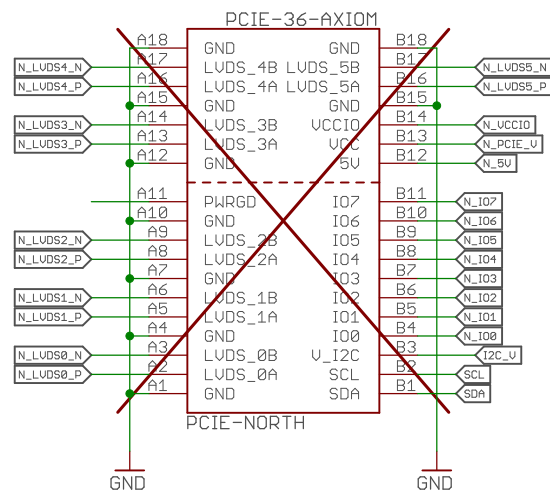 PCIE-36-AXIOM
A18 GND GND B18
N_LVDS4_N A17 LVDS_4B LVDS_5B B17 N_LVDS5_N
N_LVDS4_P A16 LVDS_4A LVDS_5A B16 N_LVDS5_P
A15 GND GND B15
N_LVDS3_N A14 LVDS_3B VCCIO B14 N_VCCIO
N_LVDS3_P A13 LVDS_3A VCC B13 N_PCIE_V
A12 GND 5V B12 N_5V
A11 PWRGD IO7 B11 N_IO7
A10 GND IO6 B10 N_IO6
N_LVDS2_N A9 LVDS_2B IO5 B9 N_IO5
N_LVDS2_P A8 LVDS_2A IO4 B8 N_IO4
A7 GND IO3 B7 N_IO3
N_LVDS1_N A6 LVDS_1B IO2 B6 N_IO2
N_LVDS1_P A5 LVDS_1A IO1 B5 N_IO1
A4 GND IO0 B4 N_IO0
N_LVDS0_N A3 LVDS_0B V_I2C B3 I2C_V
N_LVDS0_P A2 LVDS_0A SCL B2 SCL
A1 GND SDA B1 SDA
PCIE-NORTH
GND GND